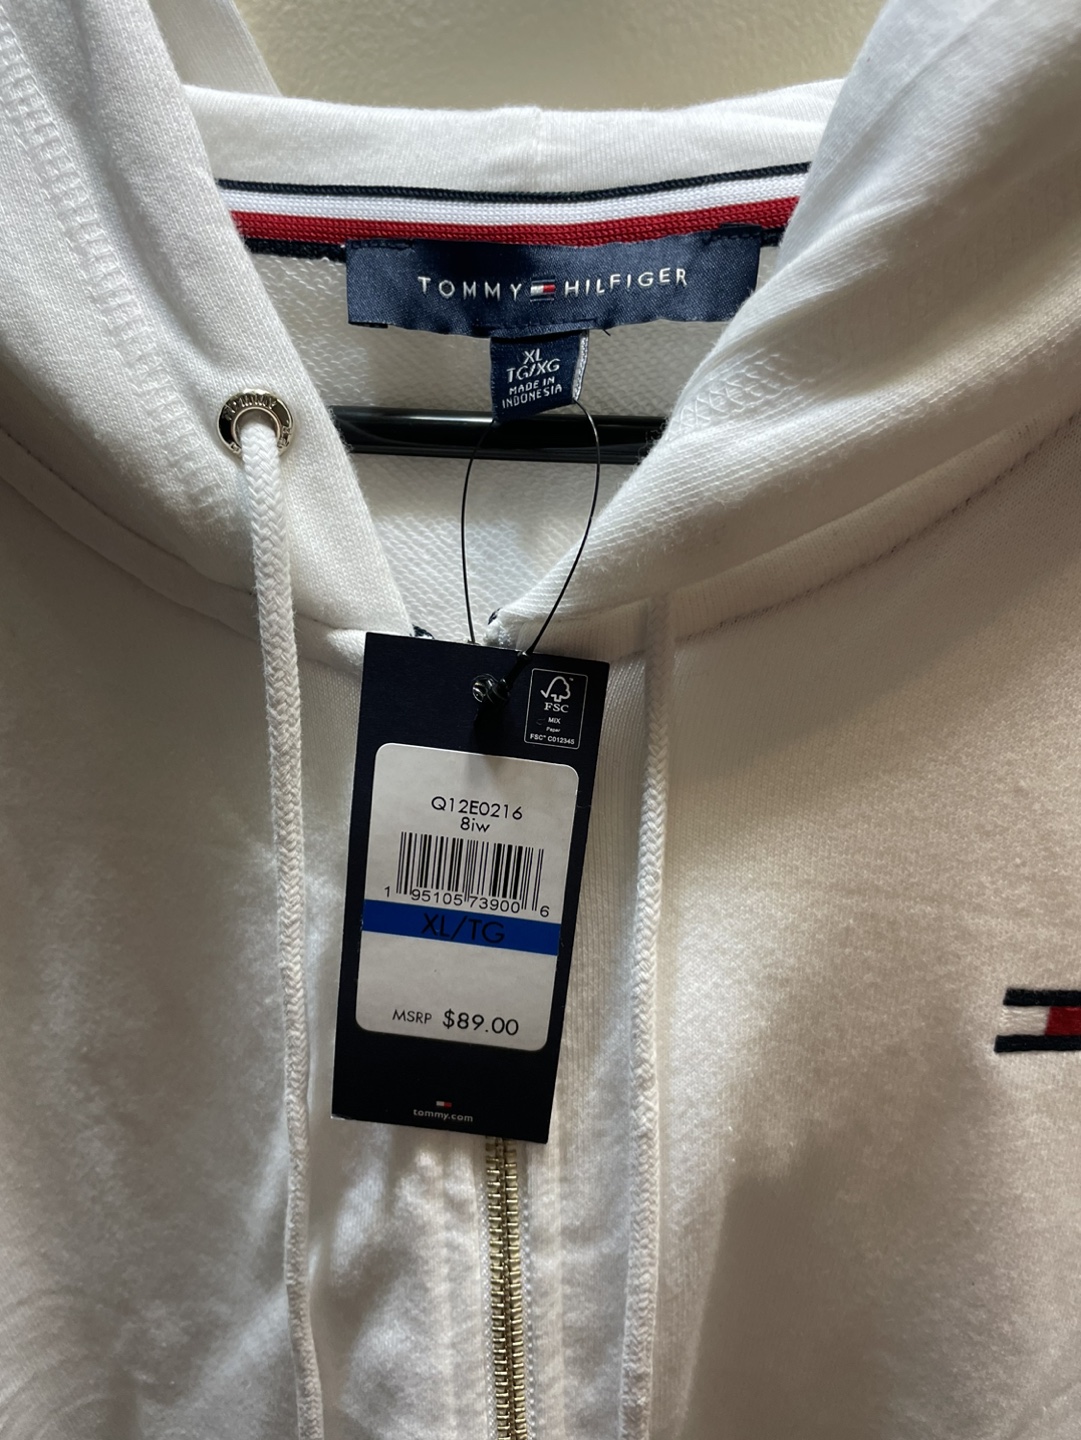 TOMMY HILFIGER
XL
TG/XG
MADE IN
INDONESIA
FSC
MIX
Paper
FSC® C012345
Q12E0216
8iw
1 95105 73900 6
XL/TG
MSRP $89.00
tommy.com